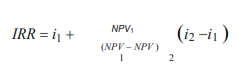 IRR = i₁ + NPV₁ (i₂ –i₁ )
(NPV – NPV )
1 2